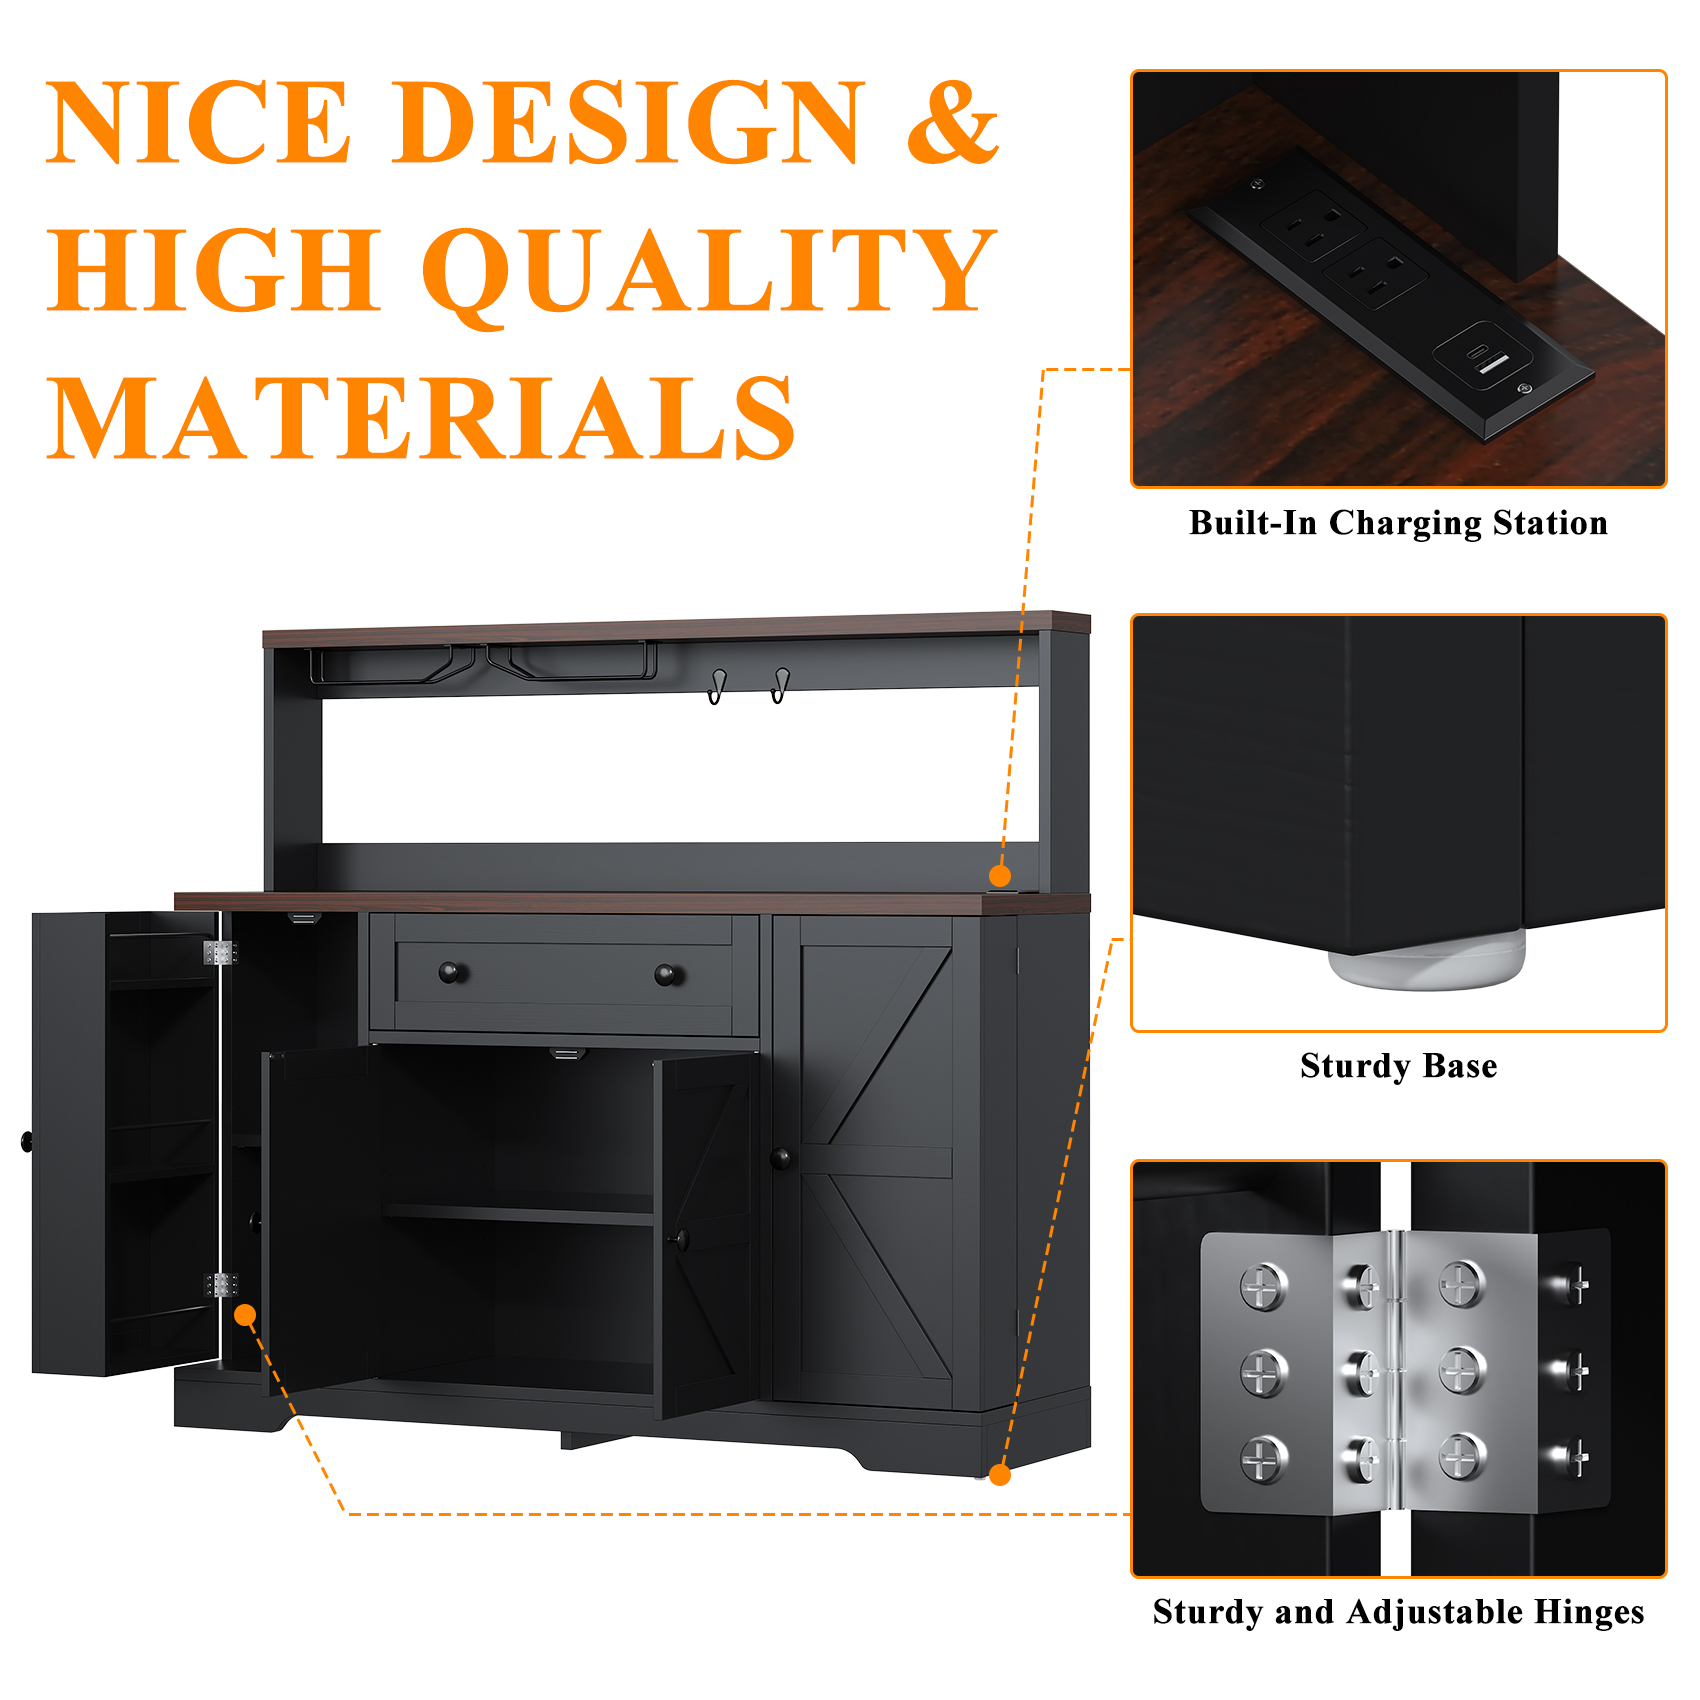 NICE DESIGN &
HIGH QUALITY
MATERIALS
Built-In Charging Station
Sturdy Base
Sturdy and Adjustable Hinges